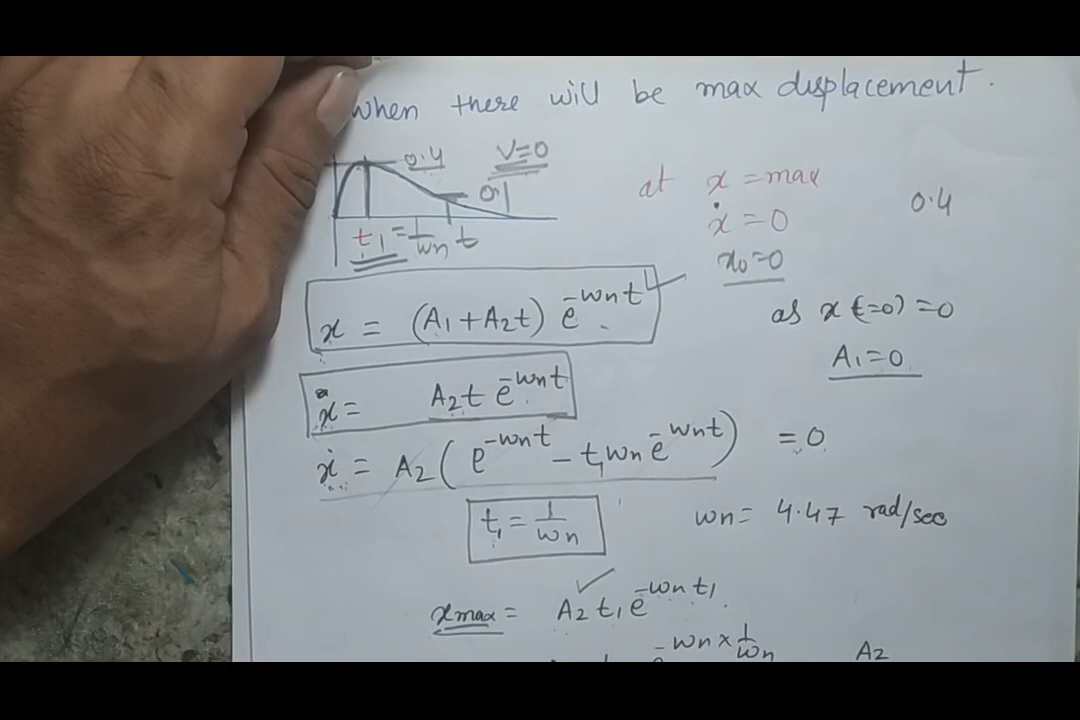 when there will be max displacement.
0.4 V=0
0.1
t₁ = 1/wn t
at x = max
ẋ = 0
x₀=0
0.4
x = (A₁+A₂t) e^-wnt
as x (t=0) = 0
A₁=0
x = A₂t e^-wnt
ẋ = A₂(e^-wnt - t₁wn e^-wnt) = 0
t₁ = 1/wn
wn = 4.47 rad/sec
xmax = A₂ t₁ e^-wnt₁
e^-wn×1/wn A₂